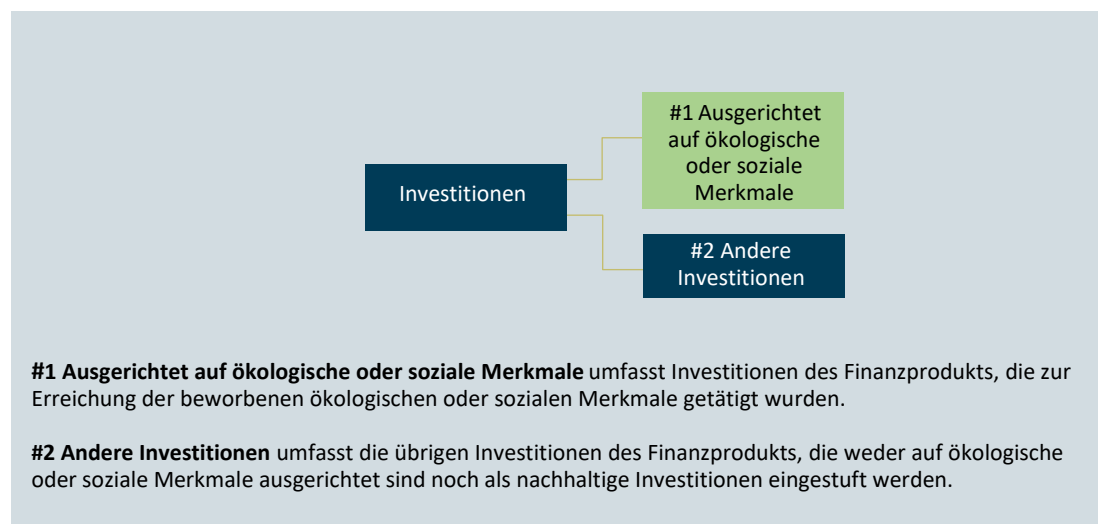 #1 Ausgerichtet
auf ökologische
oder soziale
Merkmale
Investitionen
#2 Andere
Investitionen
#1 Ausgerichtet auf ökologische oder soziale Merkmale umfasst Investitionen des Finanzprodukts, die zur
Erreichung der beworbenen ökologischen oder sozialen Merkmale getätigt wurden.
#2 Andere Investitionen umfasst die übrigen Investitionen des Finanzprodukts, die weder auf ökologische
oder soziale Merkmale ausgerichtet sind noch als nachhaltige Investitionen eingestuft werden.